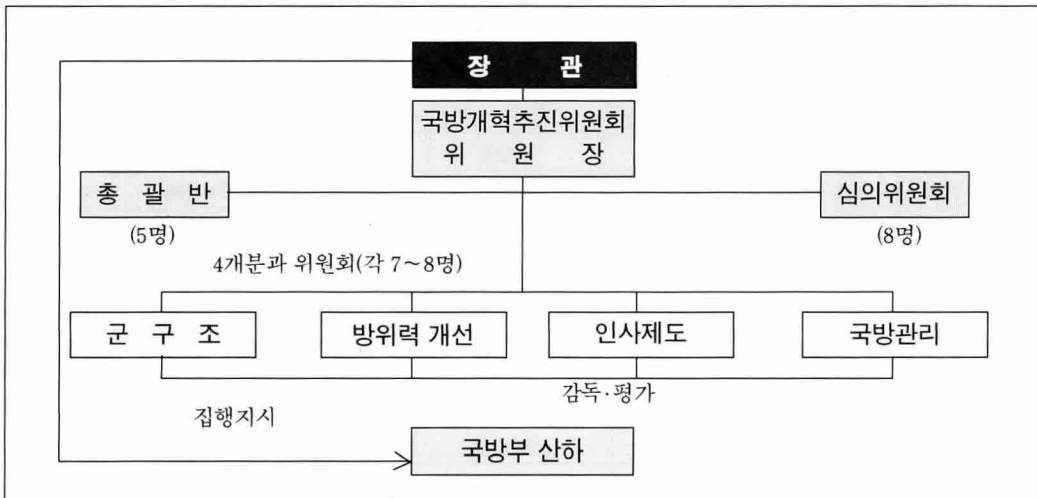 장 관
국방개혁추진위원회
위 원 장
총 괄 반
심의위원회
(5명)
(8명)
4개분과 위원회(각 7~8명)
군 구 조
방위력 개선
인사제도
국방관리
감독·평가
집행지시
국방부 산하